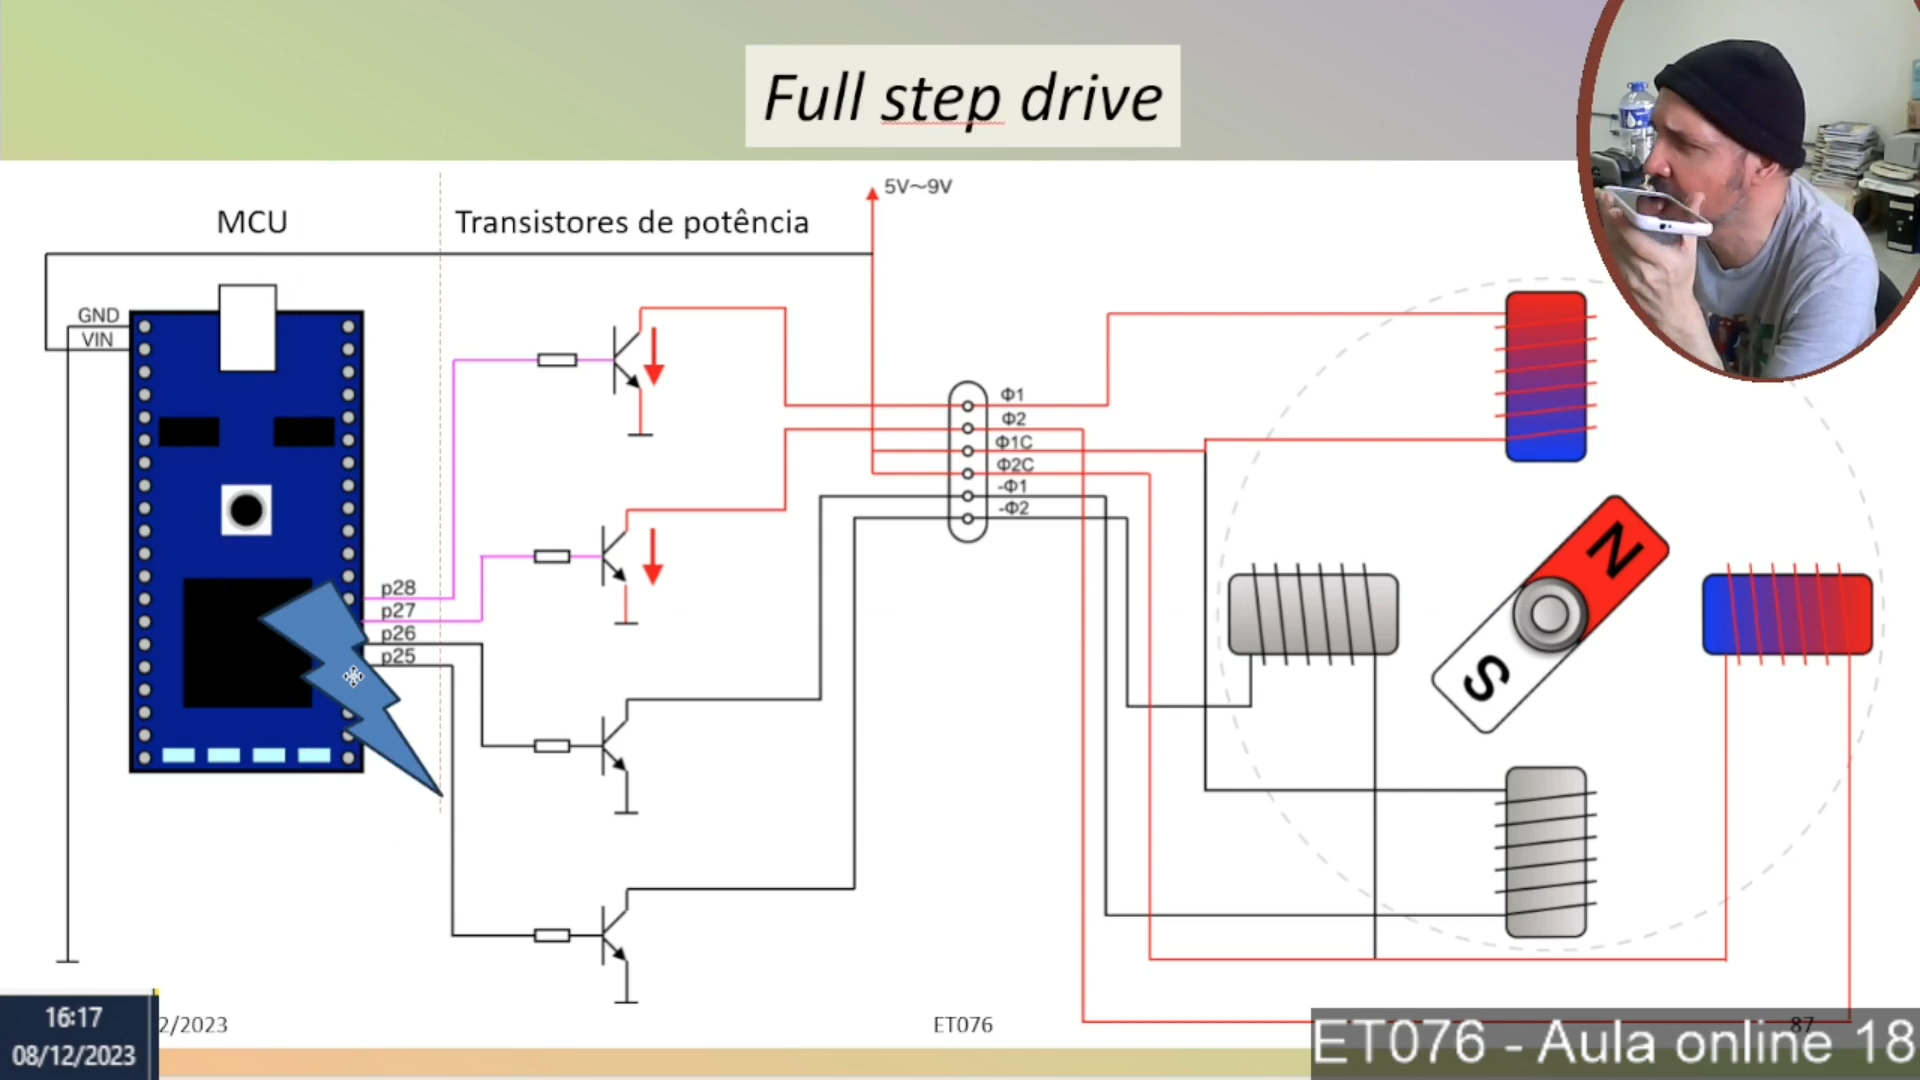 Full step drive
5V~9V
MCU
Transistores de potência
GND
VIN
Φ1
Φ2
Φ1C
Φ2C
-Φ1
-Φ2
p28
p27
p26
p25
N
S
16:17
08/12/2023
2/2023
ET076
87
ET076 - Aula online 18